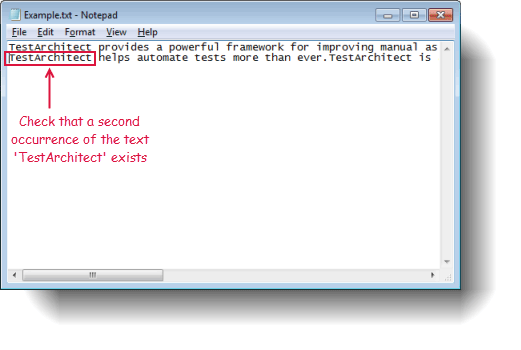 Example.txt - Notepad
File Edit Format View Help
TestArchitect provides a powerful framework for improving manual as
TestArchitect helps automate tests more than ever.TestArchitect is
Check that a second
occurrence of the text
'TestArchitect' exists